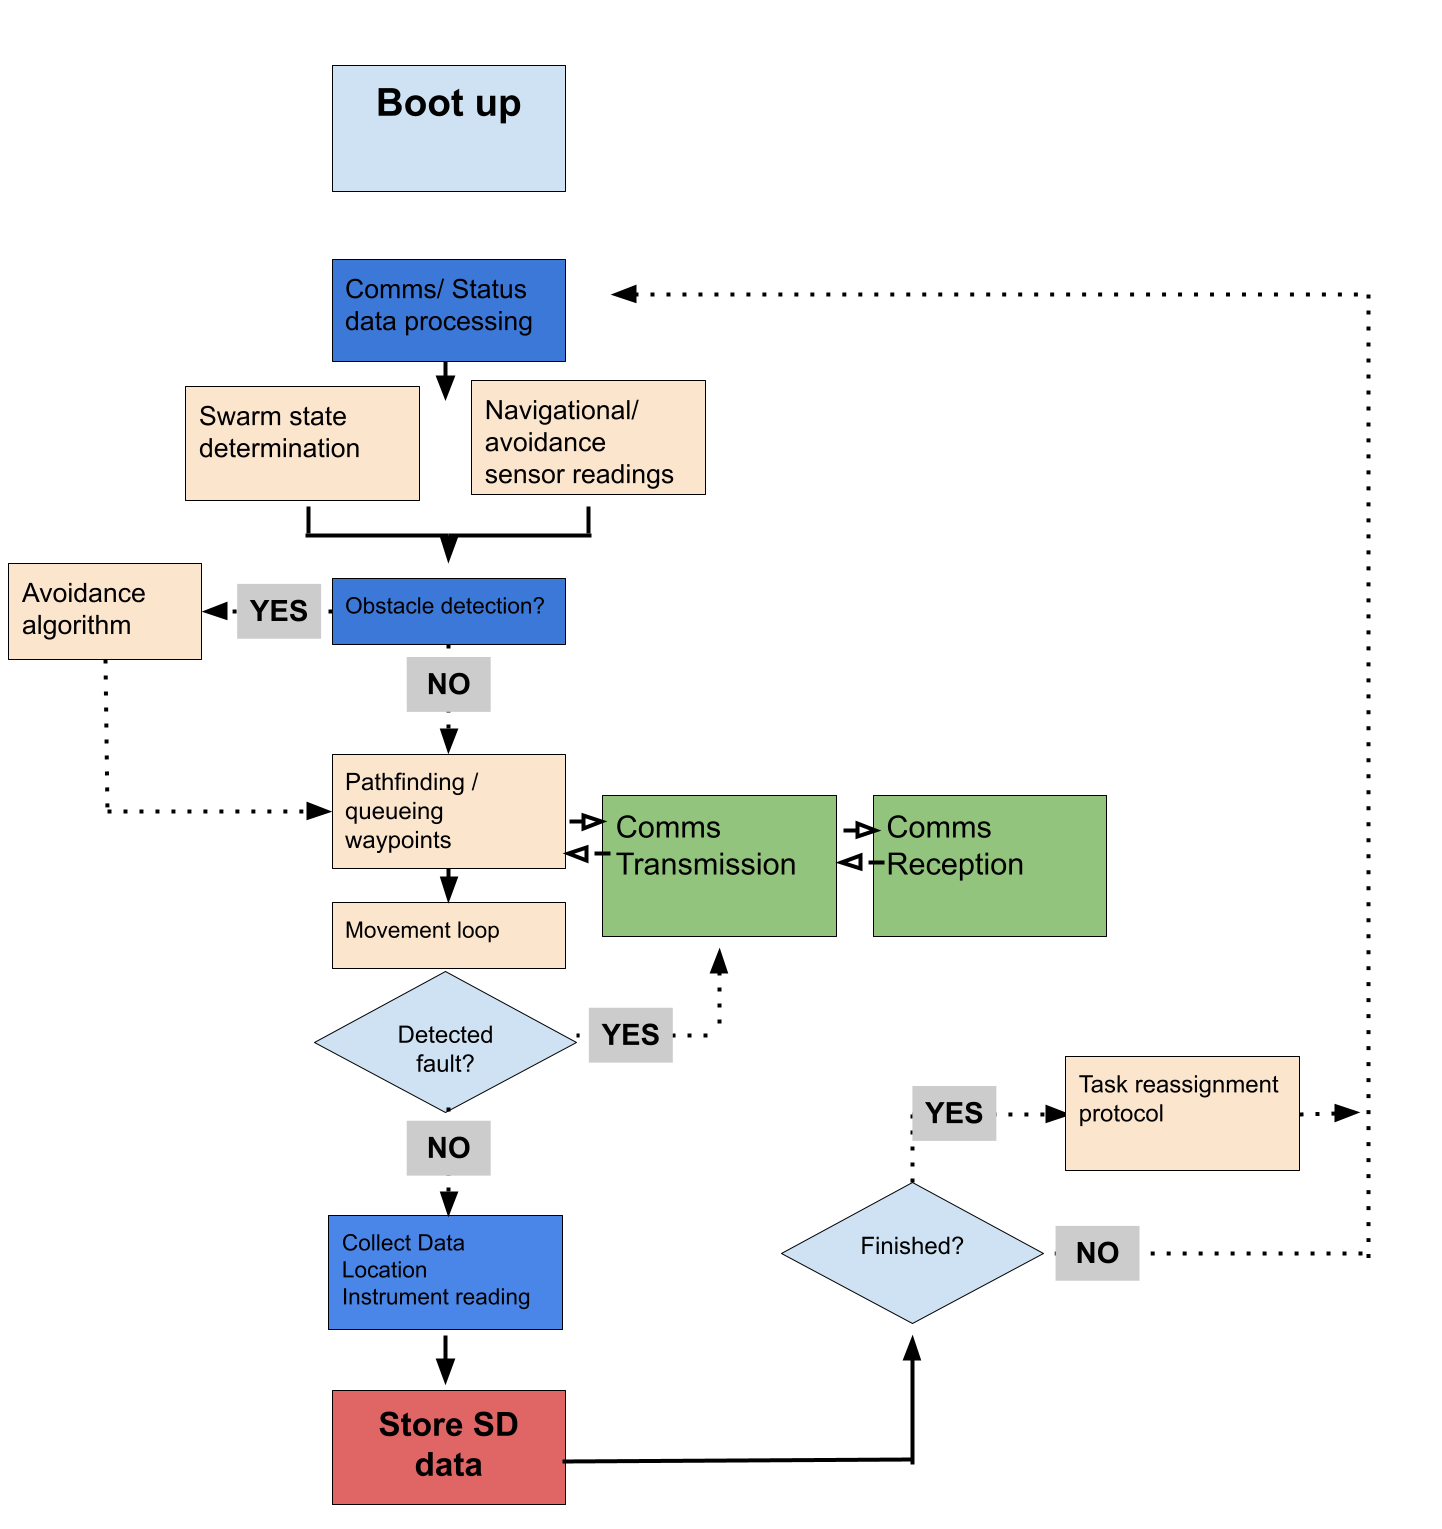 Boot up
Comms/ Status
data processing
Swarm state
determination
Navigational/
avoidance
sensor readings
Avoidance
algorithm
YES
Obstacle detection?
NO
Pathfinding /
queueing
waypoints
Comms
Transmission
Comms
Reception
Movement loop
Detected
fault?
YES
NO
YES
Task reassignment
protocol
Finished?
NO
Collect Data
Location
Instrument reading
Store SD
data